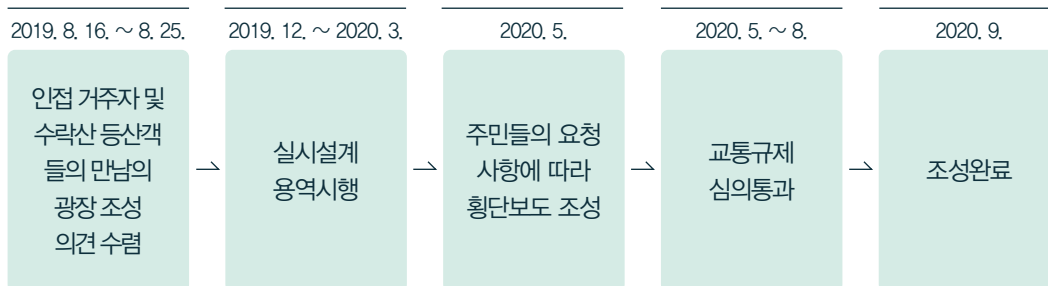 2019. 8. 16. ~ 8. 25.
인접 거주자 및
수락산 등산객
들의 만남의
광장 조성
의견 수렴
→
2019. 12. ~ 2020. 3.
실시설계
용역시행
→
2020. 5.
주민들의 요청
사항에 따라
횡단보도 조성
→
2020. 5. ~ 8.
교통규제
심의통과
→
2020. 9.
조성완료